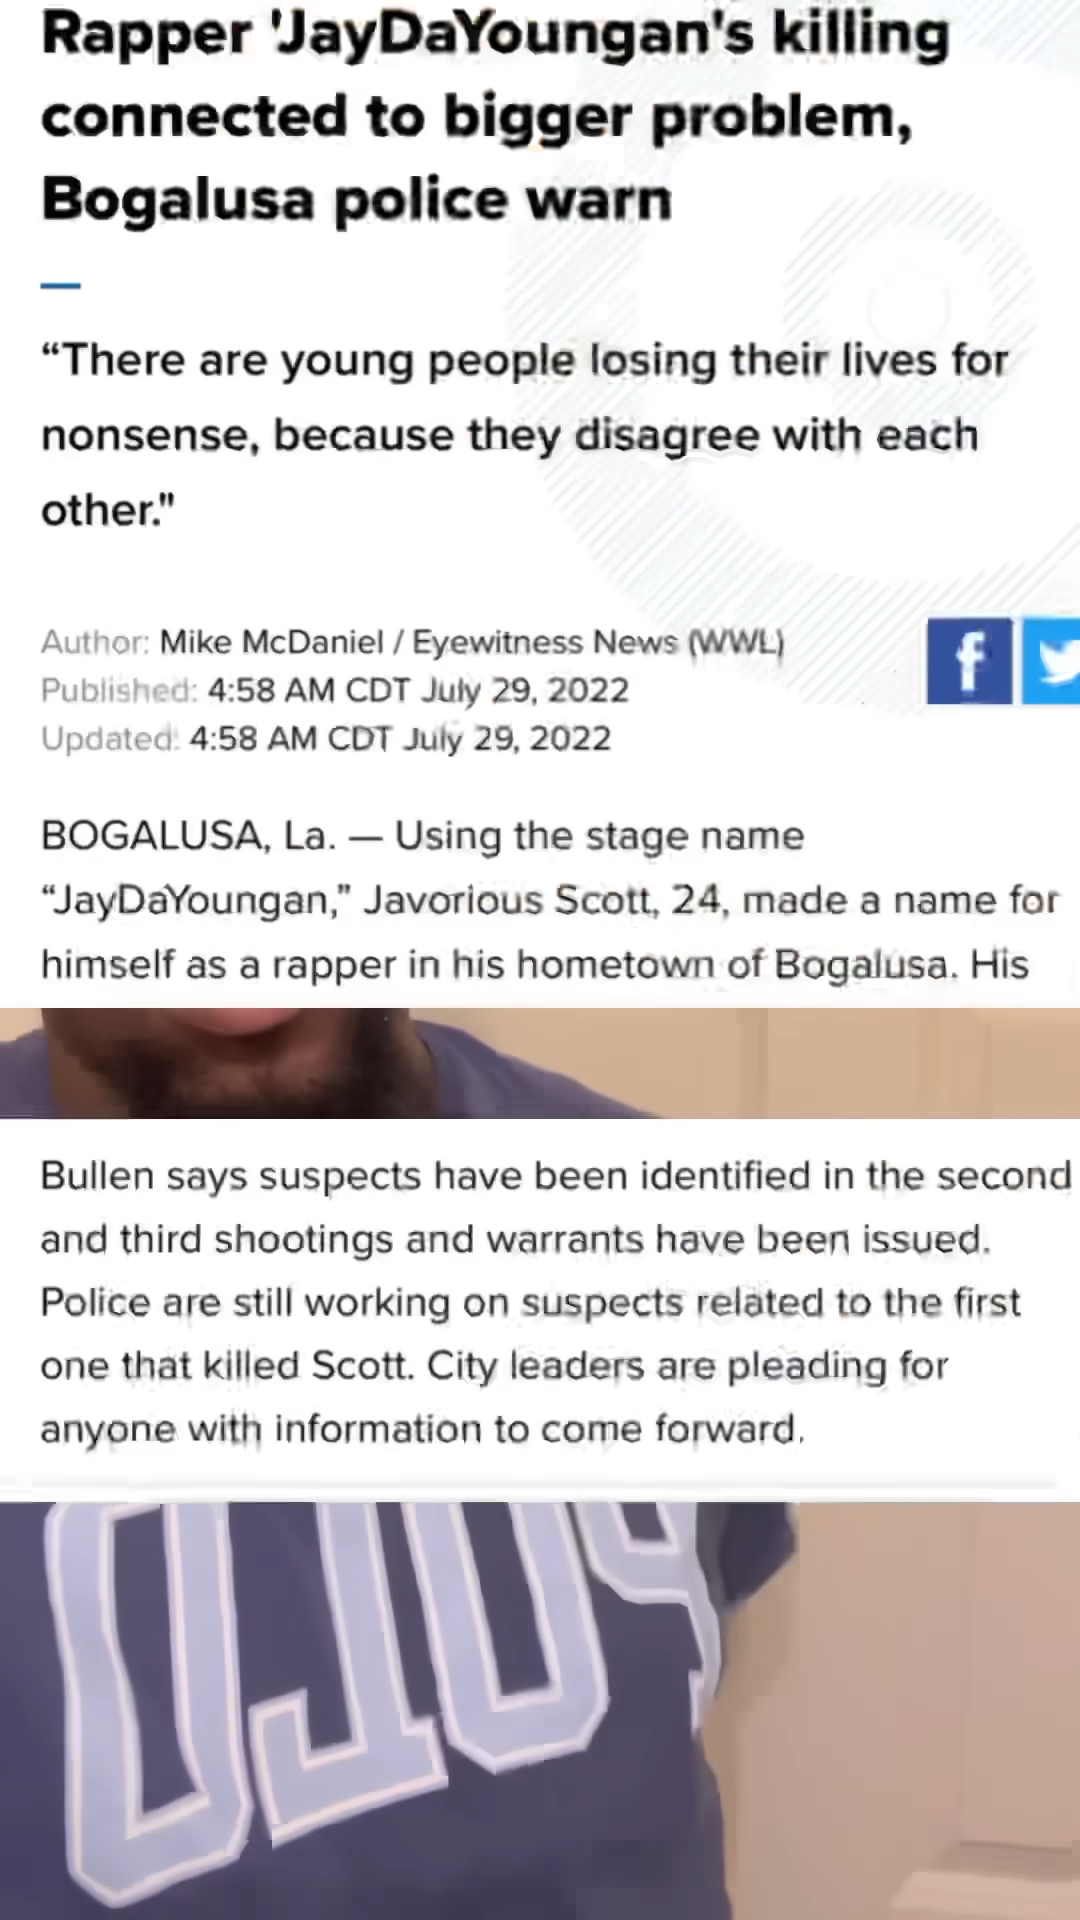 Rapper 'JayDaYoungan's killing
connected to bigger problem,
Bogalusa police warn
“There are young people losing their lives for
nonsense, because they disagree with each
other."
Author: Mike McDaniel / Eyewitness News (WWL)
Published: 4:58 AM CDT July 29, 2022
Updated: 4:58 AM CDT July 29, 2022
BOGALUSA, La. — Using the stage name
“JayDaYoungan,” Javorious Scott, 24, made a name for
himself as a rapper in his hometown of Bogalusa. His
Bullen says suspects have been identified in the second
and third shootings and warrants have been issued.
Police are still working on suspects related to the first
one that killed Scott. City leaders are pleading for
anyone with information to come forward.